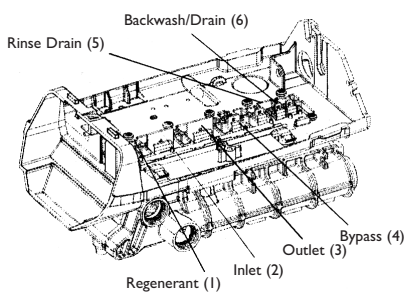 Backwash/Drain (6)
Rinse Drain (5)
Bypass (4)
Outlet (3)
Inlet (2)
Regenerant (1)